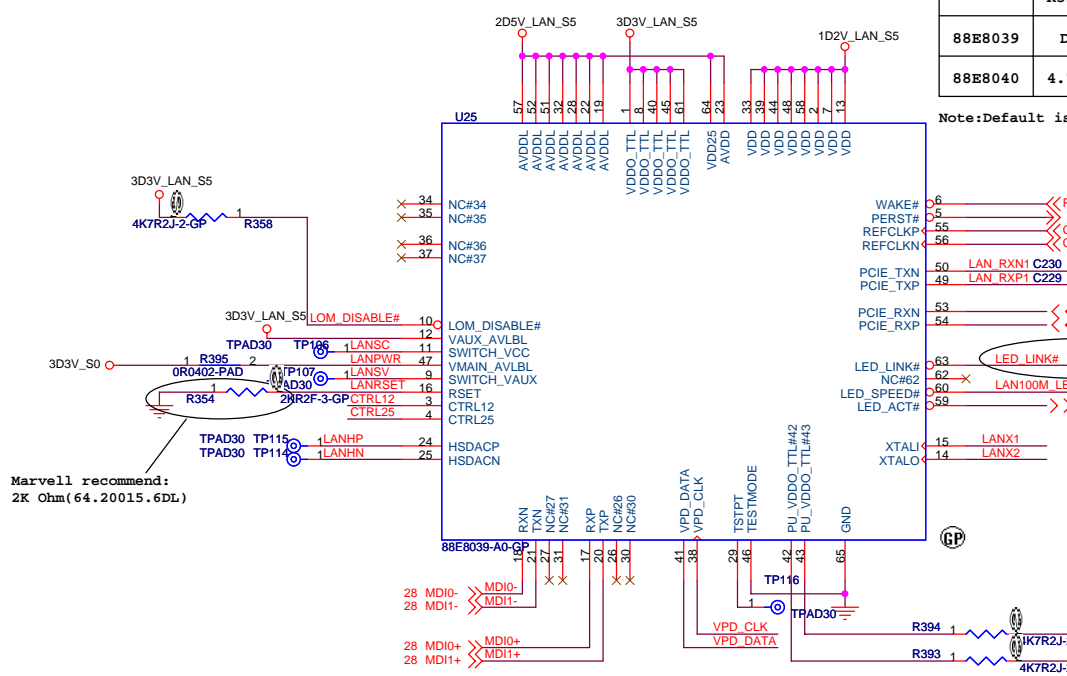 2D5V_LAN_S5
3D3V_LAN_S5
1D2V_LAN_S5
88E8039
88E8040
4.
Note:Default is
57 52 51 32 28 22 19
1 8 40 45 61
64 23
33 39 44 48 58 2 7 13
U25
AVDDL AVDDL AVDDL AVDDL AVDDL AVDDL AVDDL
VDDO_TTL VDDO_TTL VDDO_TTL VDDO_TTL VDDO_TTL
VDD25 AVDD
VDD VDD VDD VDD VDD VDD VDD VDD
3D3V_LAN_S5
4K7R2J-2-GP
1
R358
34 NC#34
35 NC#35
36 NC#36
37 NC#37
LOM_DISABLE# 10 LOM_DISABLE#
3D3V_LAN_S5
12 VAUX_AVLBL
TPAD30 TP106 1 LANSC 11 SWITCH_VCC
3D3V_S0 1 R395 2 LANPWR 47 VMAIN_AVLBL
0R0402-PAD
TP107 1 LANSV 9 SWITCH_VAUX
1 R354 2KR2F-3-GP LANRSET 16 RSET
CTRL12 3 CTRL12
CTRL25 4 CTRL25
TPAD30 TP115 1 LANHP 24 HSDACP
TPAD30 TP114 1 LANHN 25 HSDACN
Marvell recommend:
2K Ohm(64.20015.6DL)
WAKE# 6
PERST# 5
REFCLKP 55
REFCLKN 56
PCIE_TXN 50 LAN_RXN1 C230
PCIE_TXP 49 LAN_RXP1 C229
PCIE_RXN 53
PCIE_RXP 54
LED_LINK# 63 LED_LINK#
NC#62 62
LED_SPEED# 60 LAN100M_LE
LED_ACT# 59
XTALI 15 LANX1
XTALO 14 LANX2
RXN TXN NC#27 NC#31
RXP TXP NC#26 NC#30
VPD_DATA VPD_CLK
TSTPT TESTMODE
PU_VDDO_TTL#42 PU_VDDO_TTL#43
GND
88E8039-A0-GP
18 21 27 31
17 20 26 30
41 38
29 46
42 43
65
GP
28 MDI0- MDI0-
28 MDI1- MDI1-
28 MDI0+ MDI0+
28 MDI1+ MDI1+
VPD_CLK
VPD_DATA
TP116
1 TPAD30
R394 1
R393 1
4K7R2J-